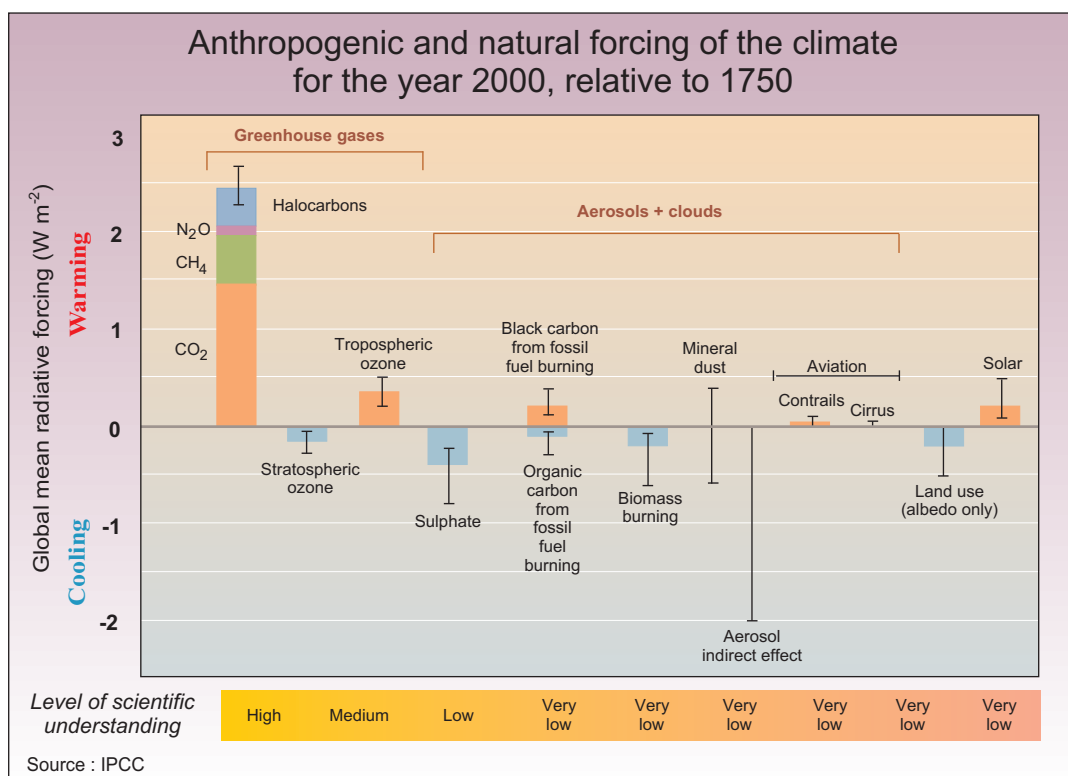 Anthropogenic and natural forcing of the climate
for the year 2000, relative to 1750
Global mean radiative forcing (W m-2)
Warming
Cooling
3
2
1
0
-1
-2
Greenhouse gases
Halocarbons
N2O
CH4
CO2
Aerosols + clouds
Tropospheric
ozone
Stratospheric
ozone
Sulphate
Black carbon
from fossil
fuel burning
Organic
carbon
from
fossil
fuel
burning
Biomass
burning
Mineral
dust
Aerosol
indirect effect
Aviation
Contrails
Cirrus
Land use
(albedo only)
Solar
Level of scientific
understanding
High
Medium
Low
Very
low
Very
low
Very
low
Very
low
Very
low
Very
low
Source : IPCC